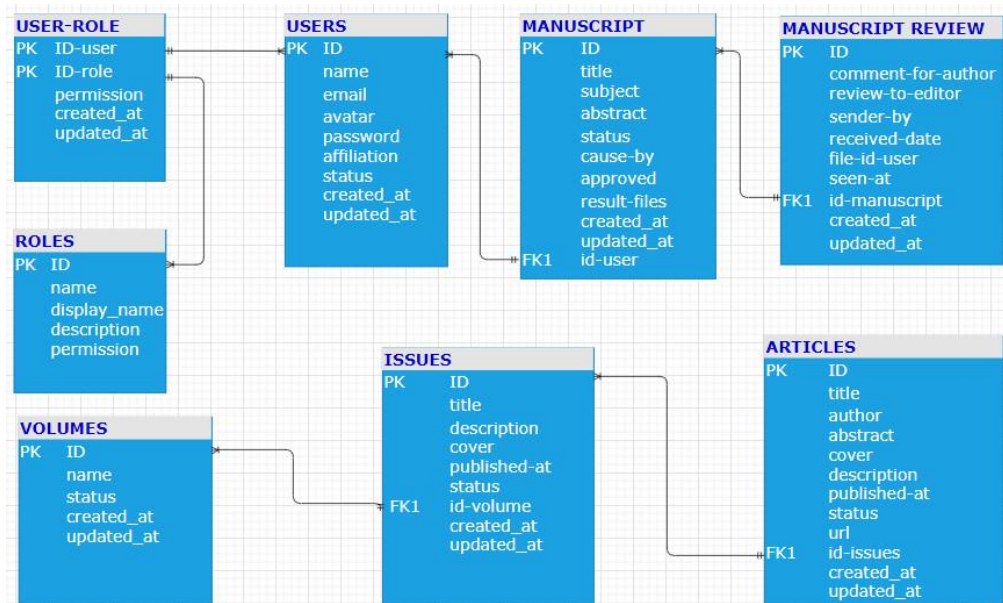 USER-ROLE
PK ID-user
PK ID-role
permission
created_at
updated_at
USERS
PK ID
name
email
avatar
password
affiliation
status
created_at
updated_at
MANUSCRIPT
PK ID
title
subject
abstract
status
cause-by
approved
result-files
created_at
updated_at
FK1 id-user
MANUSCRIPT REVIEW
PK ID
comment-for-author
review-to-editor
sender-by
received-date
file-id-user
seen-at
FK1 id-manuscript
created_at
updated_at
ROLES
PK ID
name
display_name
description
permission
VOLUMES
PK ID
name
status
created_at
updated_at
ISSUES
PK ID
title
description
cover
published-at
status
FK1 id-volume
created_at
updated_at
ARTICLES
PK ID
title
author
abstract
cover
description
published-at
status
url
FK1 id-issues
created_at
updated_at